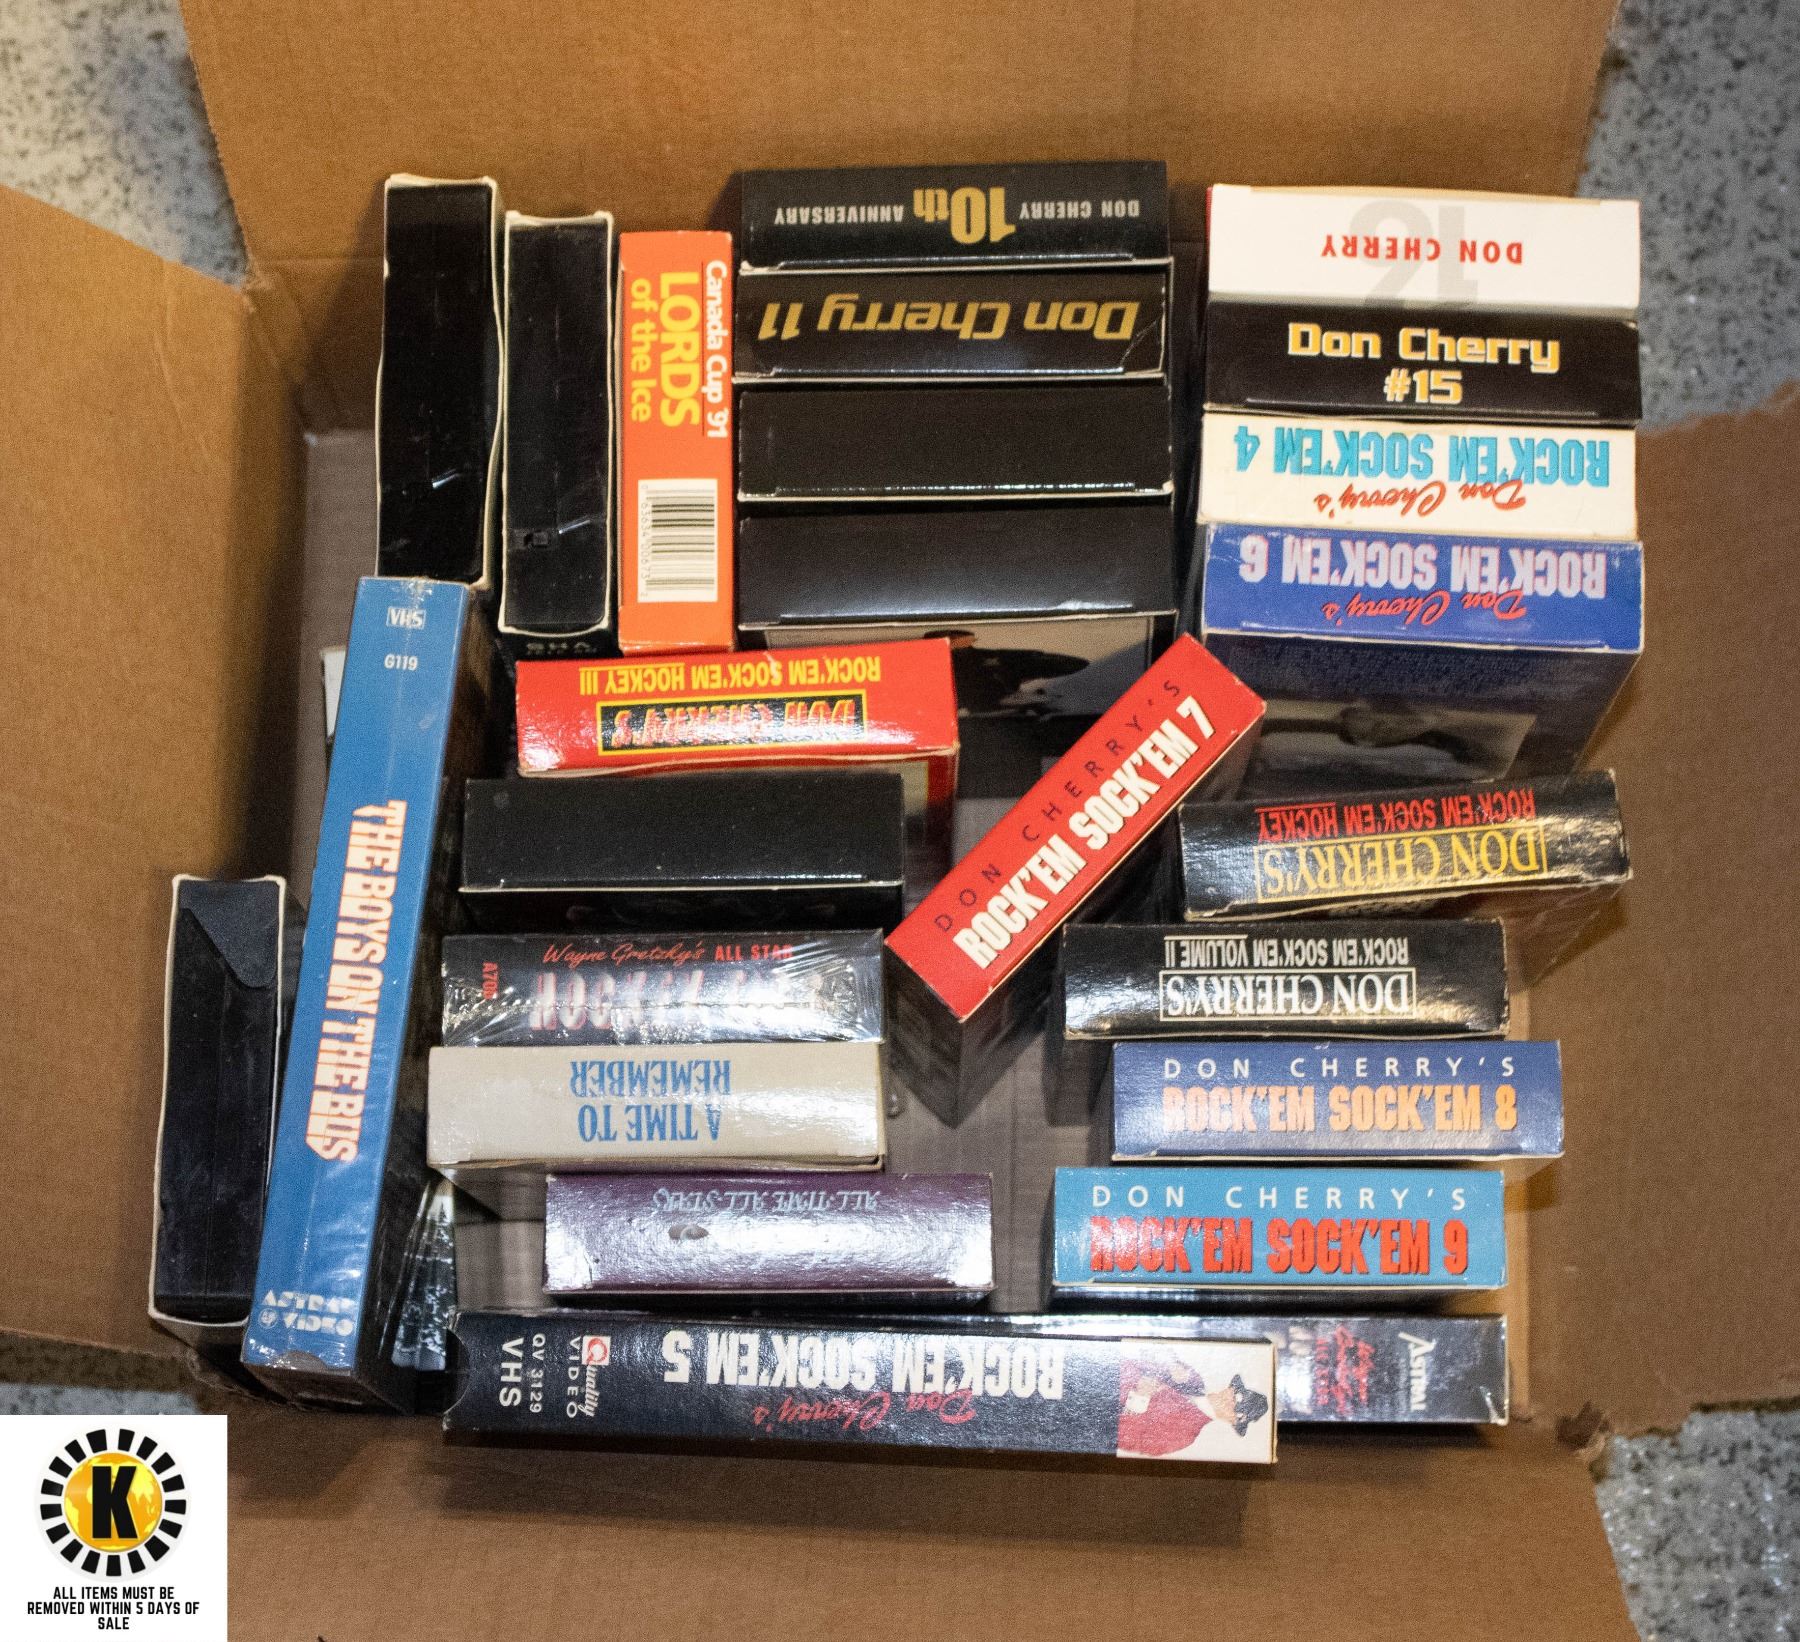 DON CHERRY 10th ANNIVERSARY
Don Cherry 11
12
DON CHERRY
Don Cherry
#15
Don Cherry's
ROCK'EM SOCK'EM 4
Don Cherry's
ROCK'EM SOCK'EM 6
Canada Cup '91
LORDS
of the Ice
VHS
G119
THE BOYS ON THE BUS
ASTRAL
VIDEO
DON CHERRY'S
ROCK'EM SOCK'EM HOCKEY III
DON CHERRY'S
ROCK'EM SOCK'EM 7
DON CHERRY'S
ROCK'EM SOCK'EM HOCKEY
Wayne Gretzky's ALL STAR
HOCKEY
DON CHERRY'S
ROCK'EM SOCK'EM VOLUME II
A TIME TO
REMEMBER
DON CHERRY'S
ROCK'EM SOCK'EM 8
ALL-TIME ALL STARS
DON CHERRY'S
ROCK'EM SOCK'EM 9
Don Cherry's
ROCK'EM SOCK'EM 5
Quality
VIDEO
QV 3129
VHS
ASTRAL
K
ALL ITEMS MUST BE
REMOVED WITHIN 5 DAYS OF
SALE